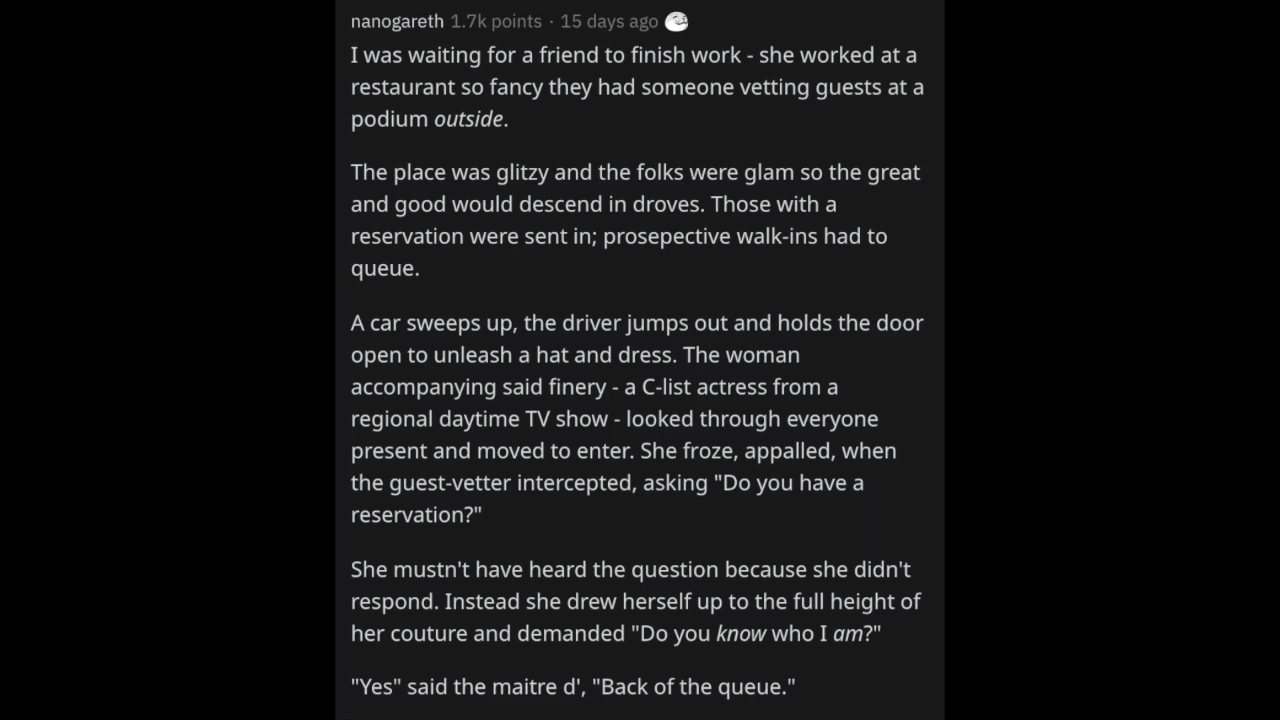 nanogareth 1.7k points · 15 days ago
I was waiting for a friend to finish work - she worked at a
restaurant so fancy they had someone vetting guests at a
podium outside.
The place was glitzy and the folks were glam so the great
and good would descend in droves. Those with a
reservation were sent in; prosepective walk-ins had to
queue.
A car sweeps up, the driver jumps out and holds the door
open to unleash a hat and dress. The woman
accompanying said finery - a C-list actress from a
regional daytime TV show - looked through everyone
present and moved to enter. She froze, appalled, when
the guest-vetter intercepted, asking "Do you have a
reservation?"
She mustn't have heard the question because she didn't
respond. Instead she drew herself up to the full height of
her couture and demanded "Do you know who I am?"
"Yes" said the maitre d', "Back of the queue."